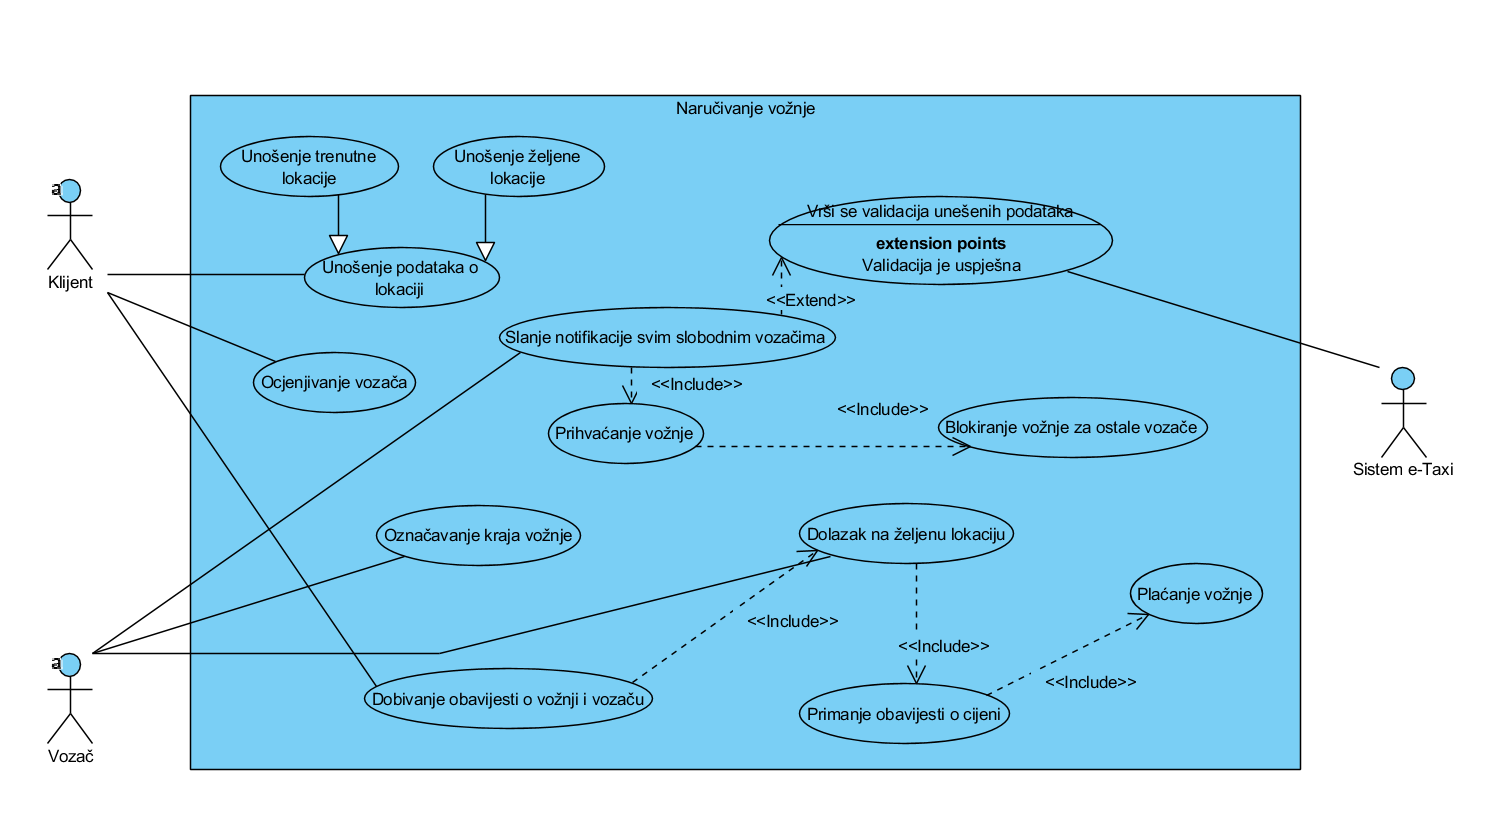 Naručivanje vožnje
Unošenje trenutne
lokacije
Unošenje željene
lokacije
a
Klijent
Vrši se validacija unešenih podataka
extension points
Validacija je uspješna
Unošenje podataka o
lokaciji
<<Extend>>
Slanje notifikacije svim slobodnim vozačima
Ocjenjivanje vozača
<<Include>>
<<Include>>
Prihvaćanje vožnje
Blokiranje vožnje za ostale vozače
Sistem e-Taxi
Označavanje kraja vožnje
Dolazak na željenu lokaciju
Plaćanje vožnje
<<Include>>
<<Include>>
<<Include>>
a
Vozač
Dobivanje obavijesti o vožnji i vozaču
Primanje obavijesti o cijeni